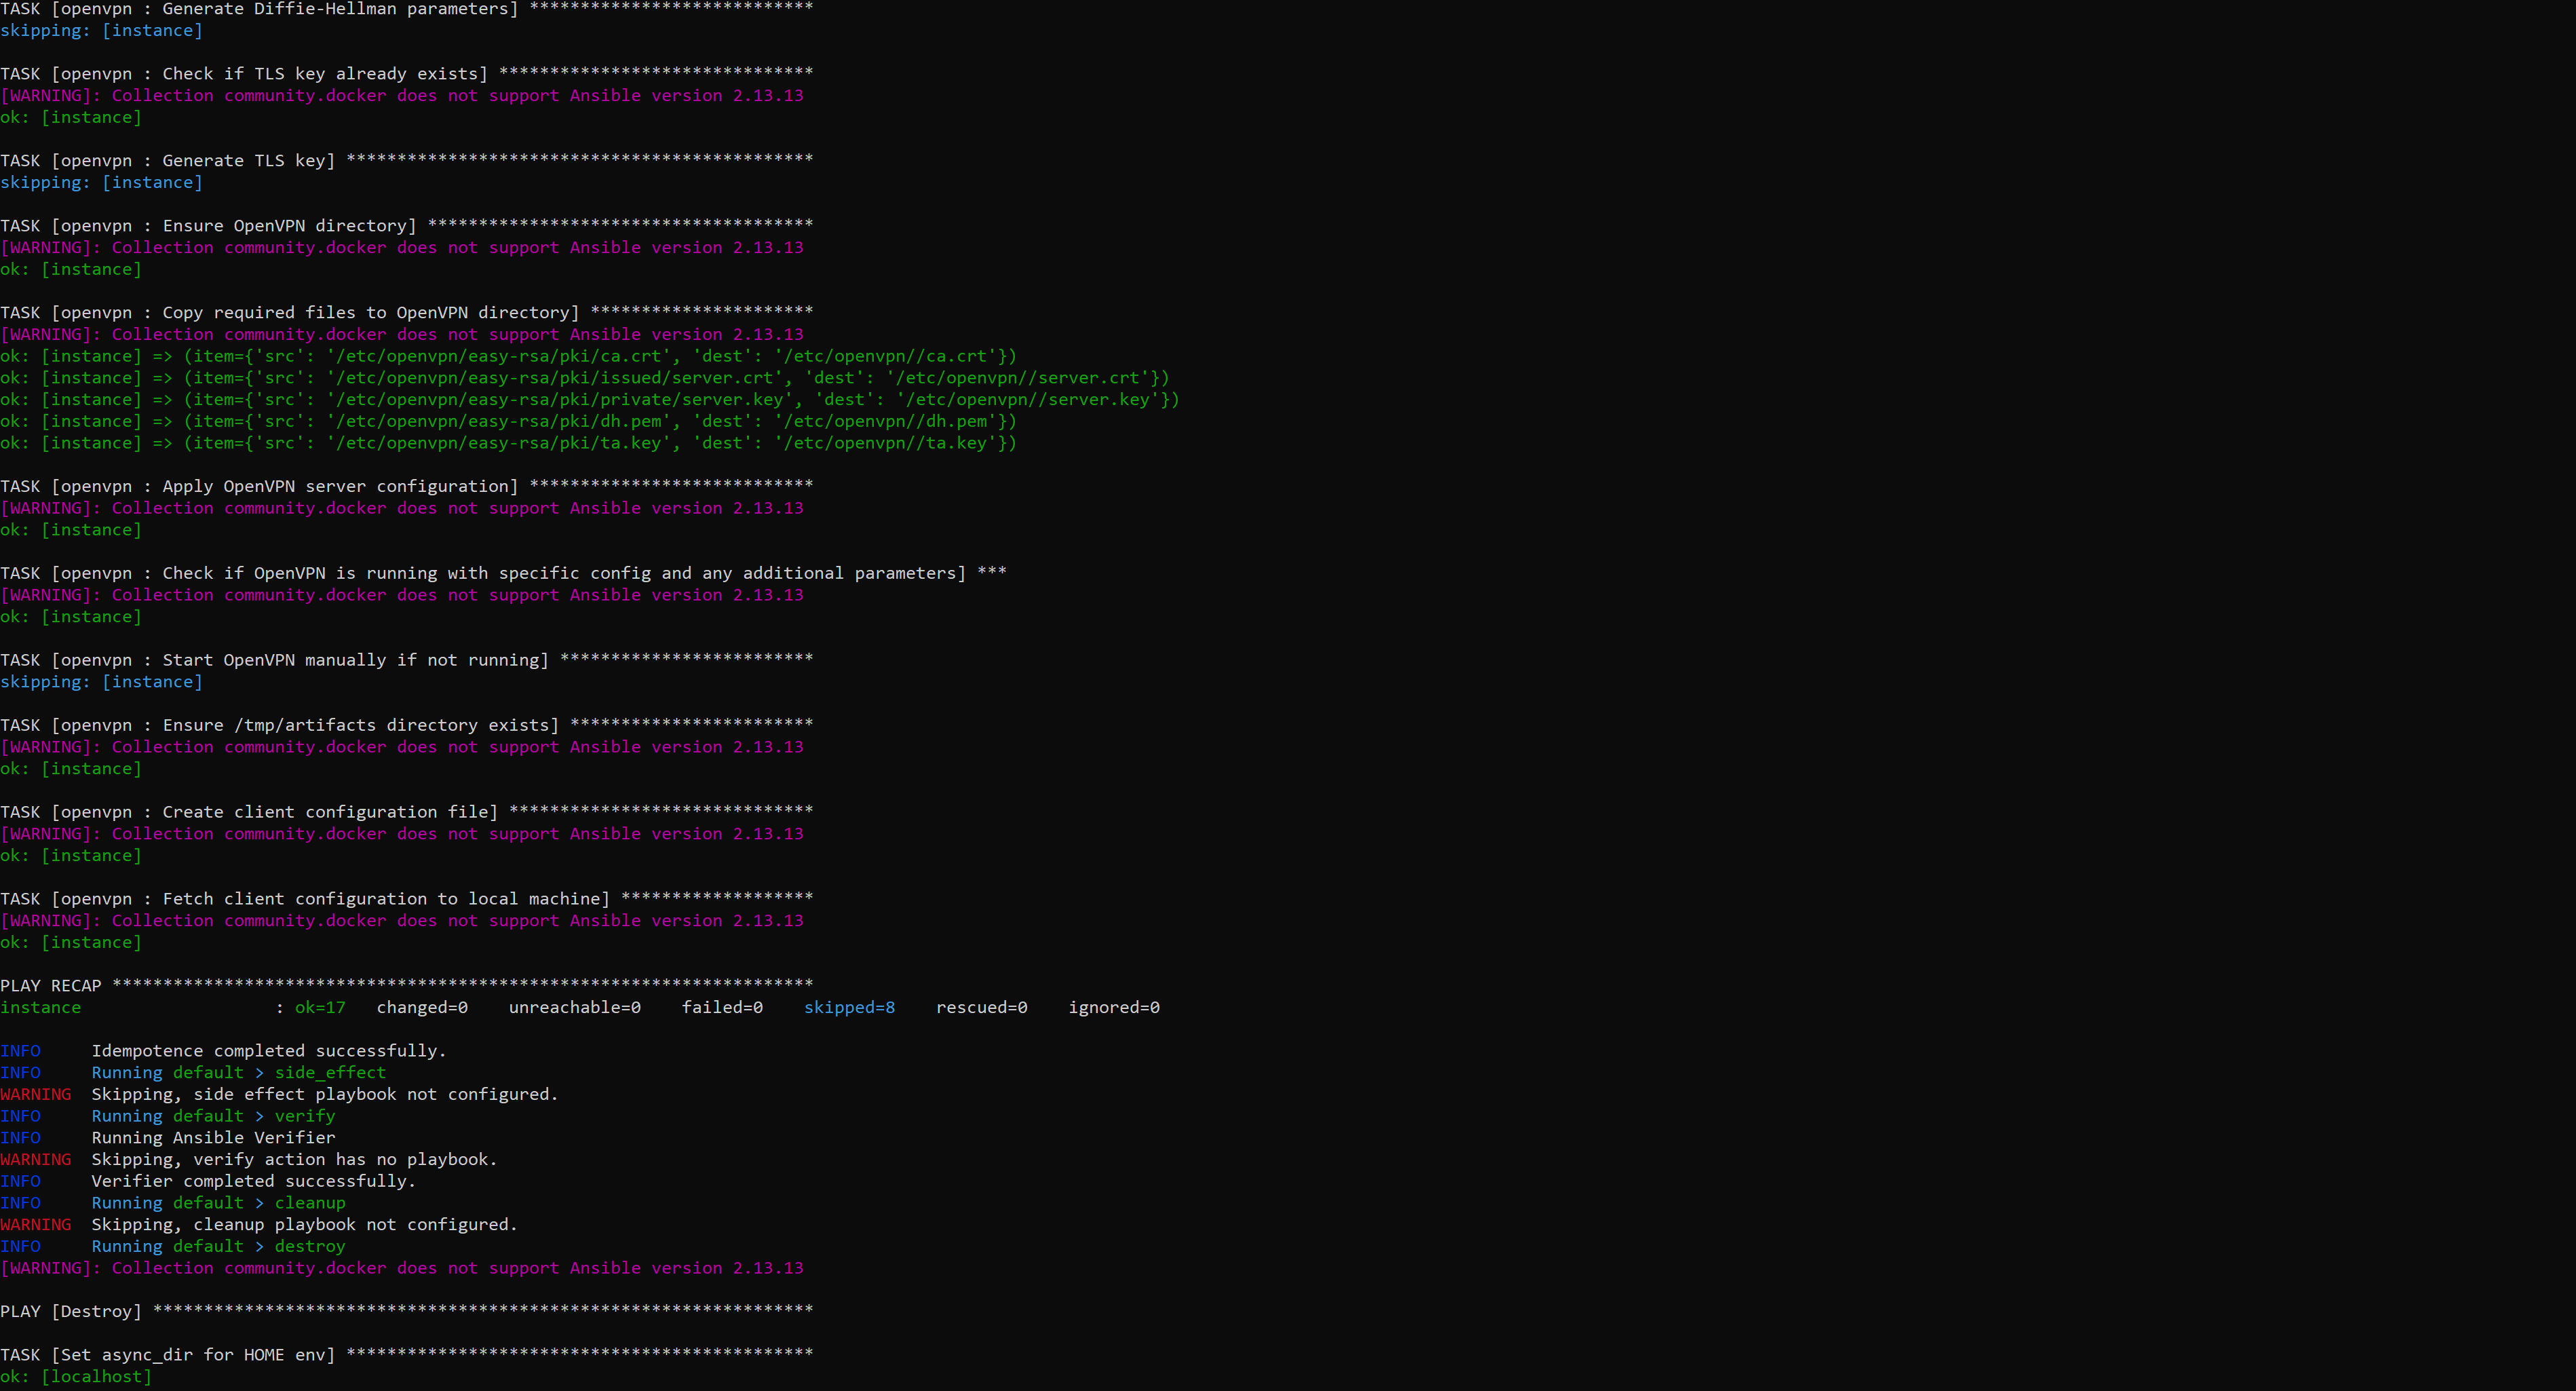 TASK [openvpn : Generate Diffie-Hellman parameters] ****************************
skipping: [instance]
TASK [openvpn : Check if TLS key already exists] *******************************
[WARNING]: Collection community.docker does not support Ansible version 2.13.13
ok: [instance]
TASK [openvpn : Generate TLS key] **********************************************
skipping: [instance]
TASK [openvpn : Ensure OpenVPN directory] **************************************
[WARNING]: Collection community.docker does not support Ansible version 2.13.13
ok: [instance]
TASK [openvpn : Copy required files to OpenVPN directory] **********************
[WARNING]: Collection community.docker does not support Ansible version 2.13.13
ok: [instance] => (item={'src': '/etc/openvpn/easy-rsa/pki/ca.crt', 'dest': '/etc/openvpn//ca.crt'})
ok: [instance] => (item={'src': '/etc/openvpn/easy-rsa/pki/issued/server.crt', 'dest': '/etc/openvpn//server.crt'})
ok: [instance] => (item={'src': '/etc/openvpn/easy-rsa/pki/private/server.key', 'dest': '/etc/openvpn//server.key'})
ok: [instance] => (item={'src': '/etc/openvpn/easy-rsa/pki/dh.pem', 'dest': '/etc/openvpn//dh.pem'})
ok: [instance] => (item={'src': '/etc/openvpn/easy-rsa/pki/ta.key', 'dest': '/etc/openvpn//ta.key'})
TASK [openvpn : Apply OpenVPN server configuration] ****************************
[WARNING]: Collection community.docker does not support Ansible version 2.13.13
ok: [instance]
TASK [openvpn : Check if OpenVPN is running with specific config and any additional parameters] ***
[WARNING]: Collection community.docker does not support Ansible version 2.13.13
ok: [instance]
TASK [openvpn : Start OpenVPN manually if not running] *************************
skipping: [instance]
TASK [openvpn : Ensure /tmp/artifacts directory exists] ************************
[WARNING]: Collection community.docker does not support Ansible version 2.13.13
ok: [instance]
TASK [openvpn : Create client configuration file] ******************************
[WARNING]: Collection community.docker does not support Ansible version 2.13.13
ok: [instance]
TASK [openvpn : Fetch client configuration to local machine] *******************
[WARNING]: Collection community.docker does not support Ansible version 2.13.13
ok: [instance]
PLAY RECAP *********************************************************************
instance                   : ok=17   changed=0    unreachable=0    failed=0    skipped=8    rescued=0    ignored=0
INFO     Idempotence completed successfully.
INFO     Running default > side_effect
WARNING  Skipping, side effect playbook not configured.
INFO     Running default > verify
INFO     Running Ansible Verifier
WARNING  Skipping, verify action has no playbook.
INFO     Verifier completed successfully.
INFO     Running default > cleanup
WARNING  Skipping, cleanup playbook not configured.
INFO     Running default > destroy
[WARNING]: Collection community.docker does not support Ansible version 2.13.13
PLAY [Destroy] *****************************************************************
TASK [Set async_dir for HOME env] **********************************************
ok: [localhost]